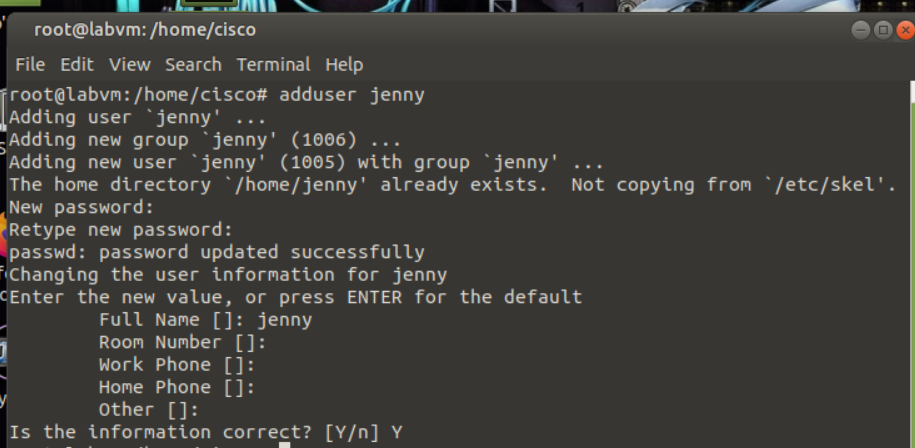 root@labvm: /home/cisco
File Edit View Search Terminal Help
root@labvm:/home/cisco# adduser jenny
Adding user `jenny' ...
Adding new group `jenny' (1006) ...
Adding new user `jenny' (1005) with group `jenny' ...
The home directory `/home/jenny' already exists.  Not copying from `/etc/skel'.
New password:
Retype new password:
passwd: password updated successfully
Changing the user information for jenny
Enter the new value, or press ENTER for the default
Full Name []: jenny
Room Number []:
Work Phone []:
Home Phone []:
Other []:
Is the information correct? [Y/n] Y